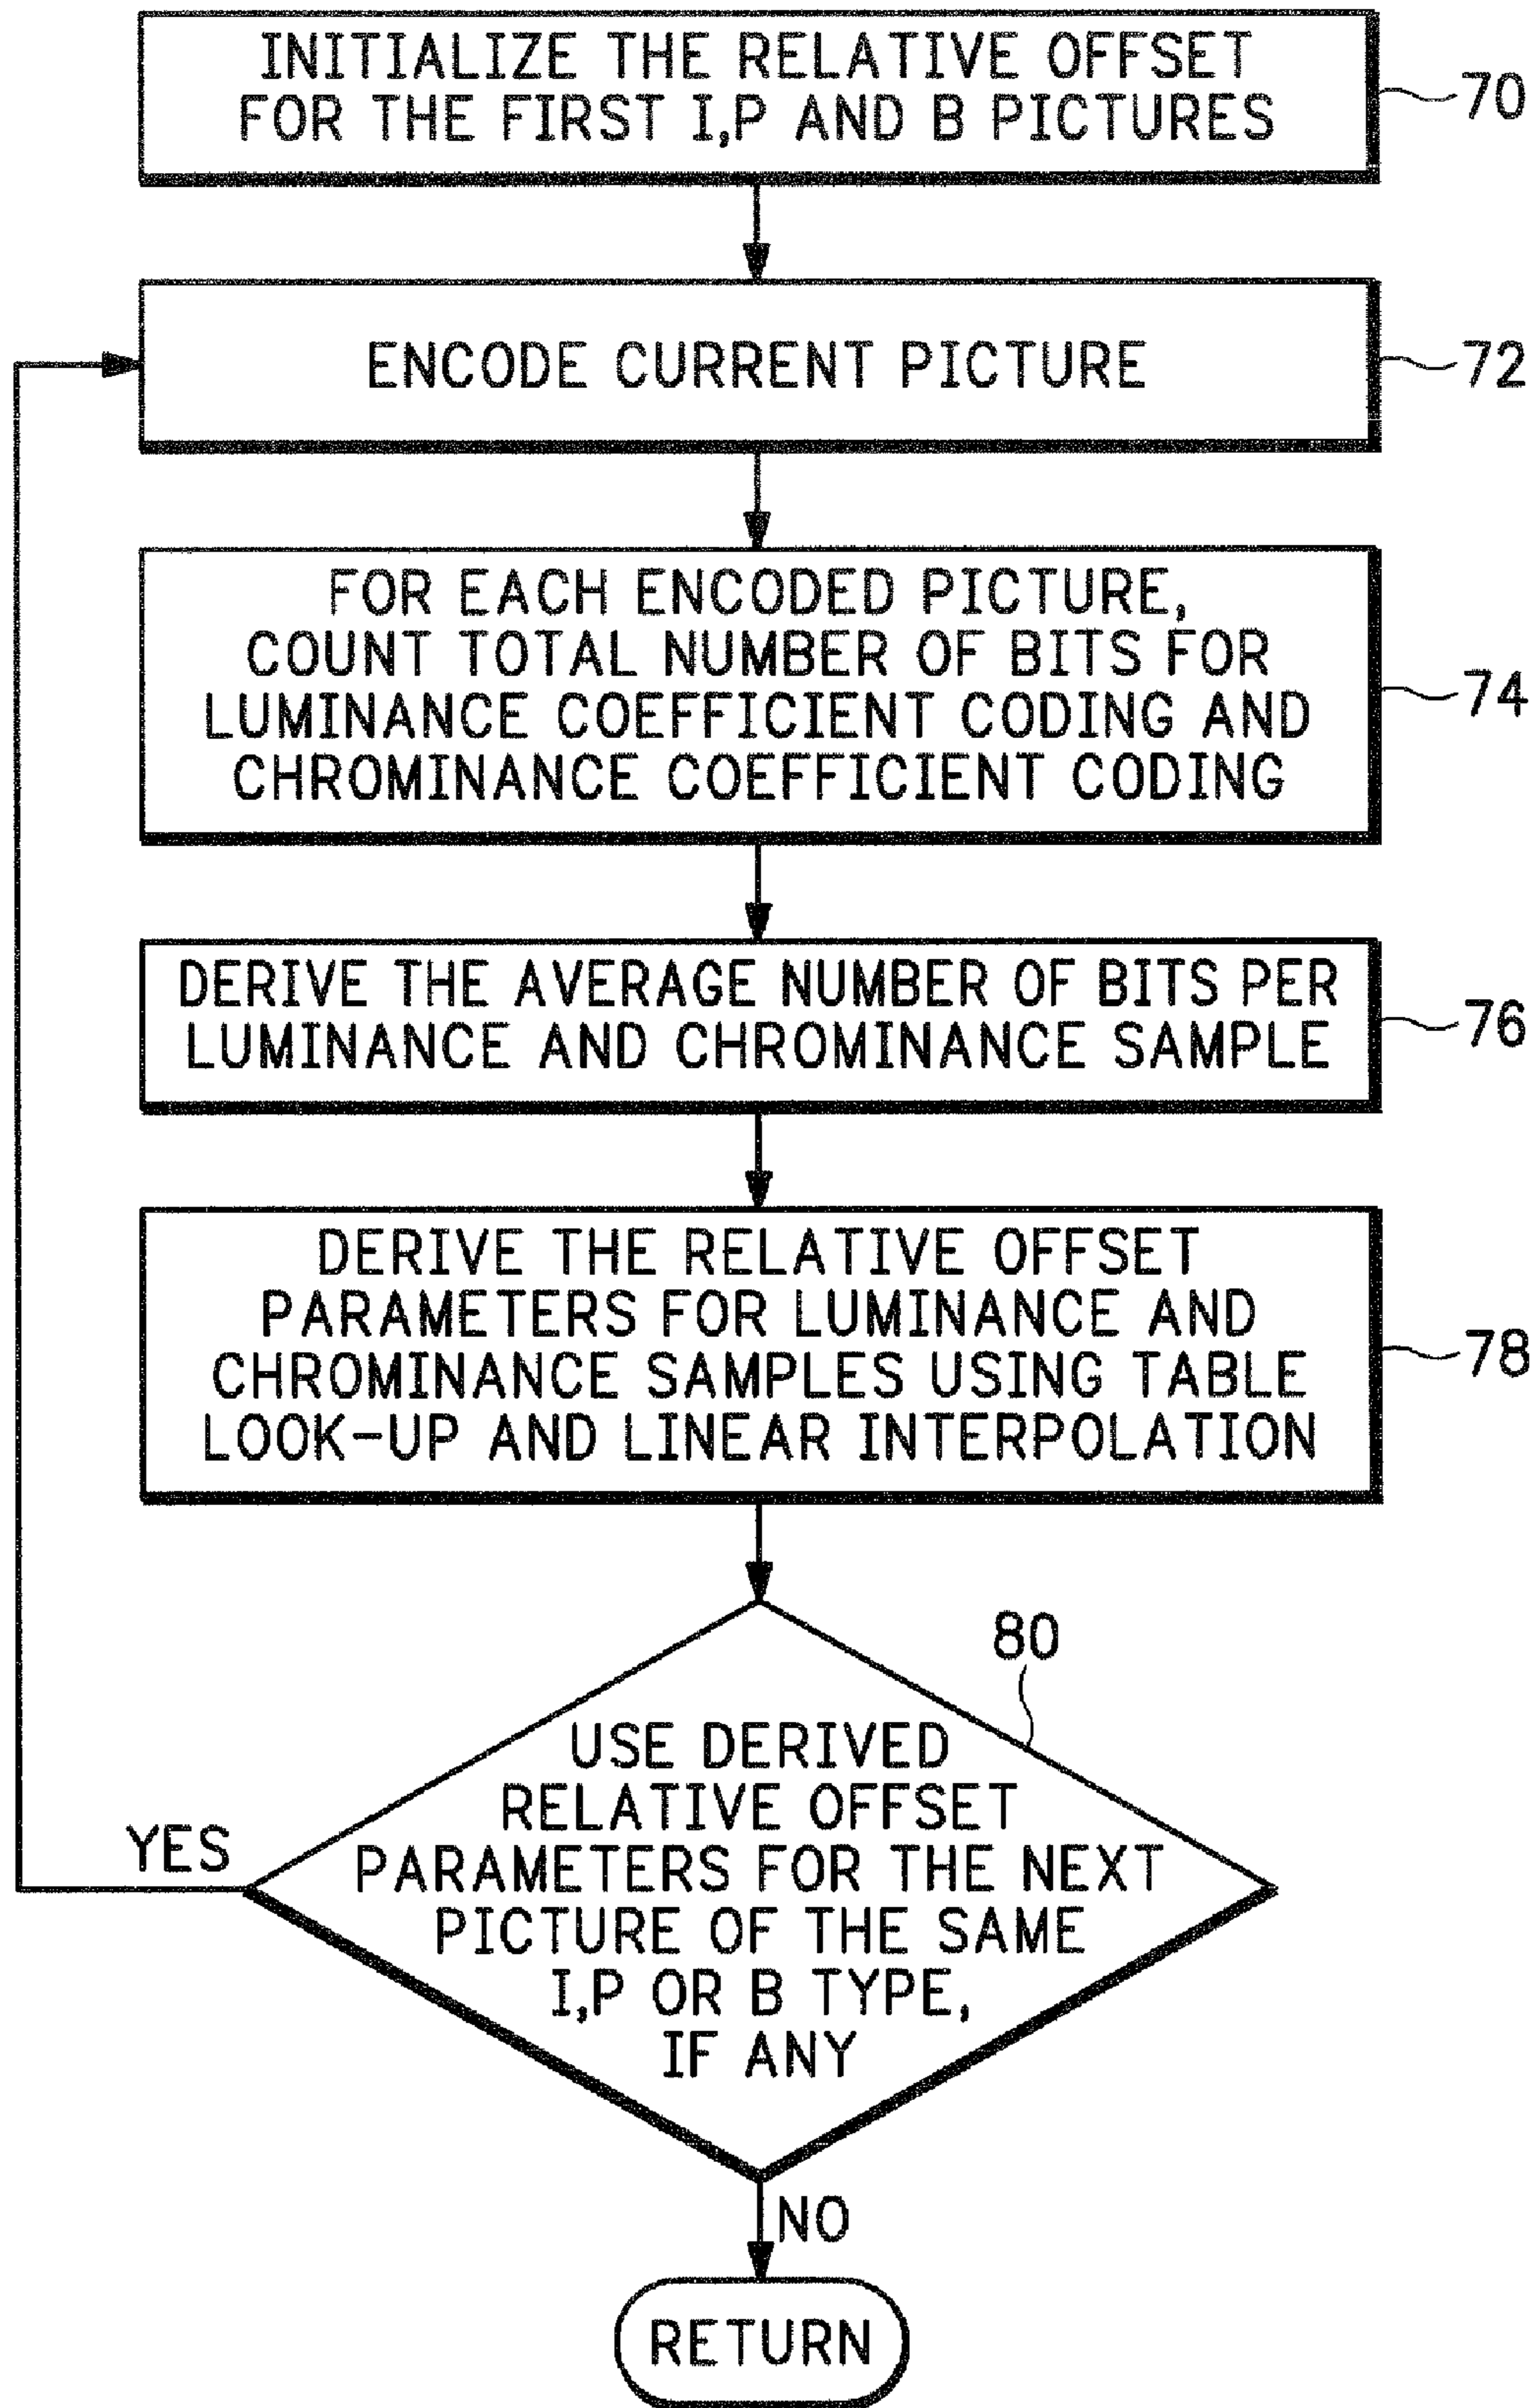 INITIALIZE THE RELATIVE OFFSET
FOR THE FIRST I,P AND B PICTURES
70
ENCODE CURRENT PICTURE
72
FOR EACH ENCODED PICTURE,
COUNT TOTAL NUMBER OF BITS FOR
LUMINANCE COEFFICIENT CODING AND
CHROMINANCE COEFFICIENT CODING
74
DERIVE THE AVERAGE NUMBER OF BITS PER
LUMINANCE AND CHROMINANCE SAMPLE
76
DERIVE THE RELATIVE OFFSET
PARAMETERS FOR LUMINANCE AND
CHROMINANCE SAMPLES USING TABLE
LOOK-UP AND LINEAR INTERPOLATION
78
80
USE DERIVED
RELATIVE OFFSET
PARAMETERS FOR THE NEXT
PICTURE OF THE SAME
I,P OR B TYPE,
IF ANY
YES
NO
RETURN